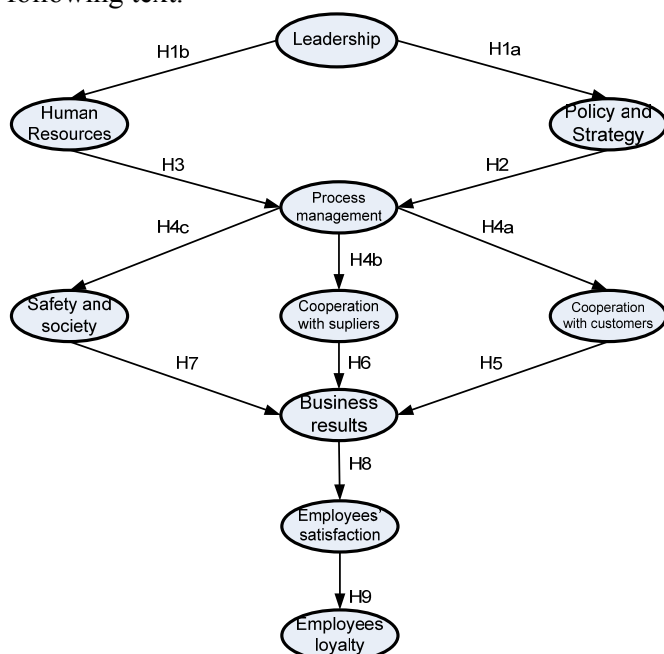 following text.
Leadership
H1b
H1a
Human
Resources
Policy and
Strategy
H3
H2
Process
management
H4c
H4b
H4a
Safety and
society
Cooperation
with supliers
Cooperation
with customers
H7
H6
H5
Business
results
H8
Employees'
satisfaction
H9
Employees
loyalty